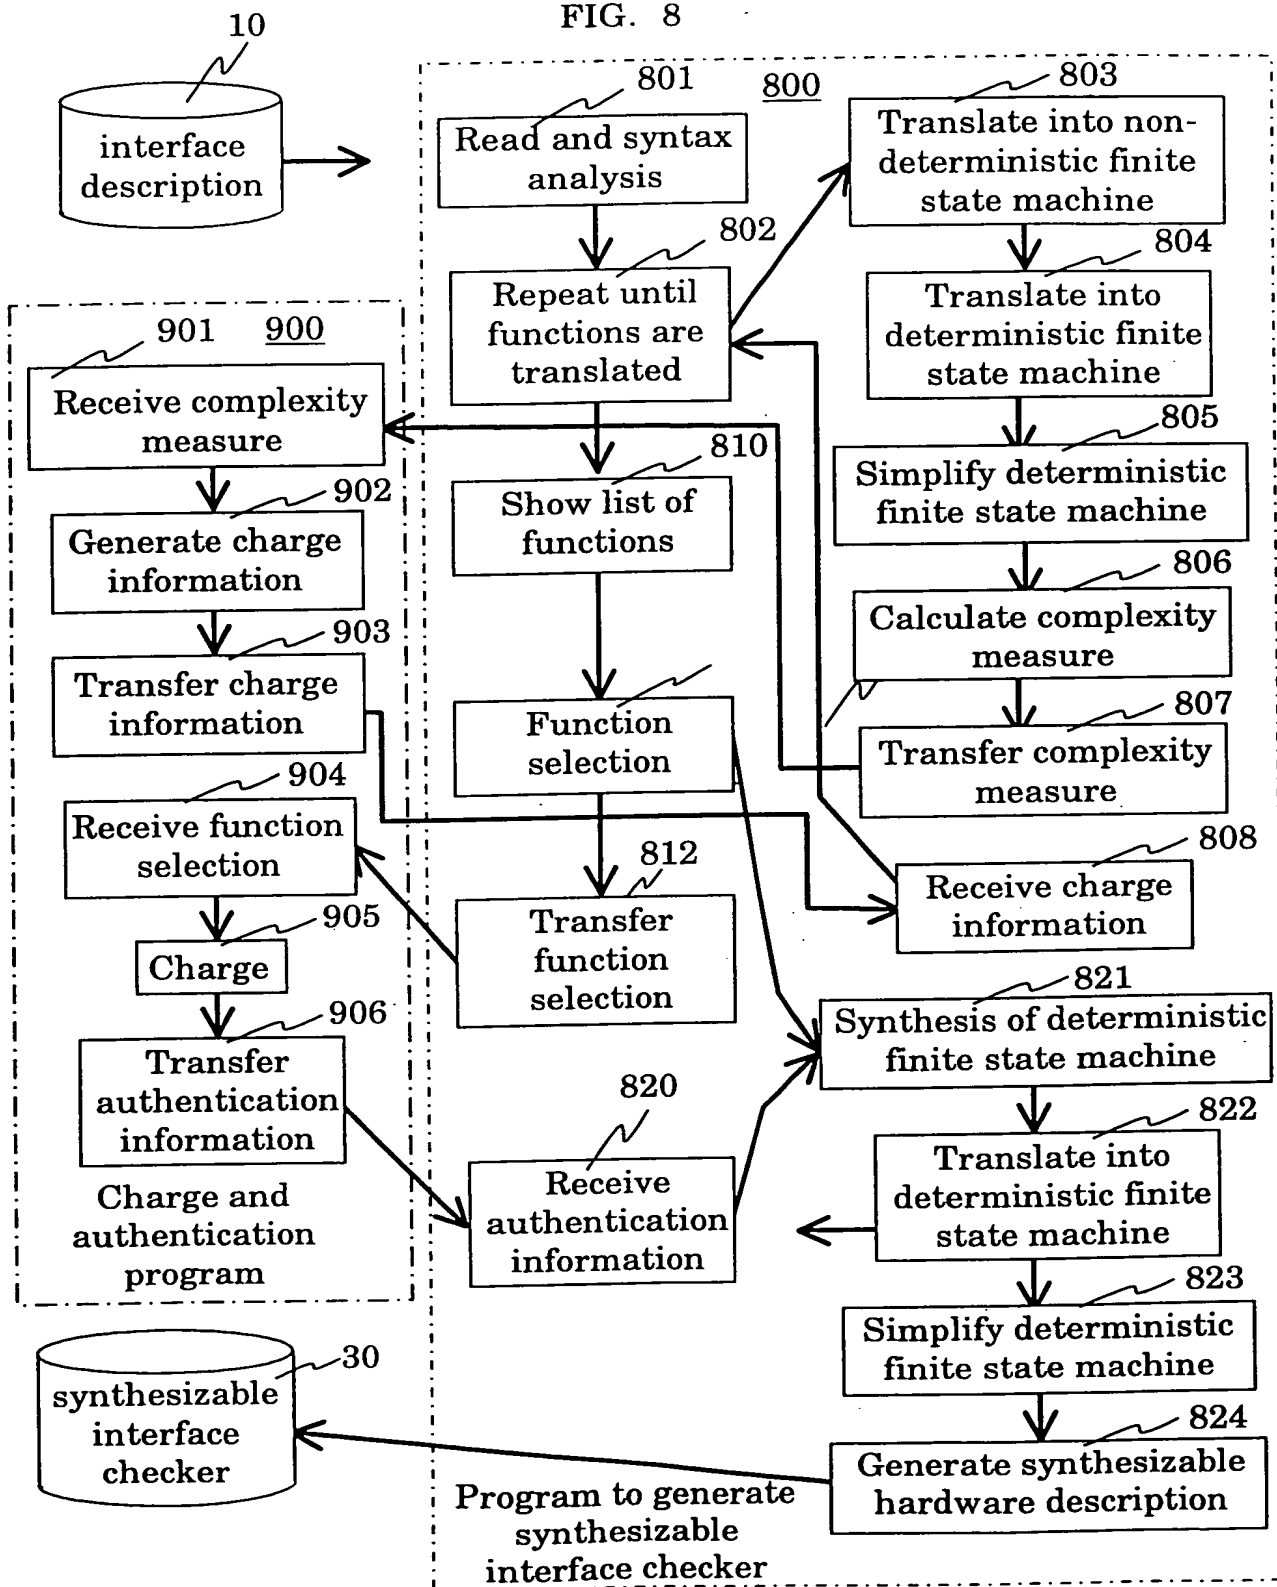 FIG. 8
10
interface
description
800
801
Read and syntax
analysis
802
Repeat until
functions are
translated
810
Show list of
functions
Function
selection
812
Transfer
function
selection
820
Receive
authentication
information
803
Translate into non-
deterministic finite
state machine
804
Translate into
deterministic finite
state machine
805
Simplify deterministic
finite state machine
806
Calculate complexity
measure
807
Transfer complexity
measure
808
Receive charge
information
821
Synthesis of deterministic
finite state machine
822
Translate into
deterministic finite
state machine
823
Simplify deterministic
finite state machine
824
Generate synthesizable
hardware description
Program to generate
synthesizable
interface checker
900
901
Receive complexity
measure
902
Generate charge
information
903
Transfer charge
information
904
Receive function
selection
905
Charge
906
Transfer
authentication
information
Charge and
authentication
program
30
synthesizable
interface
checker